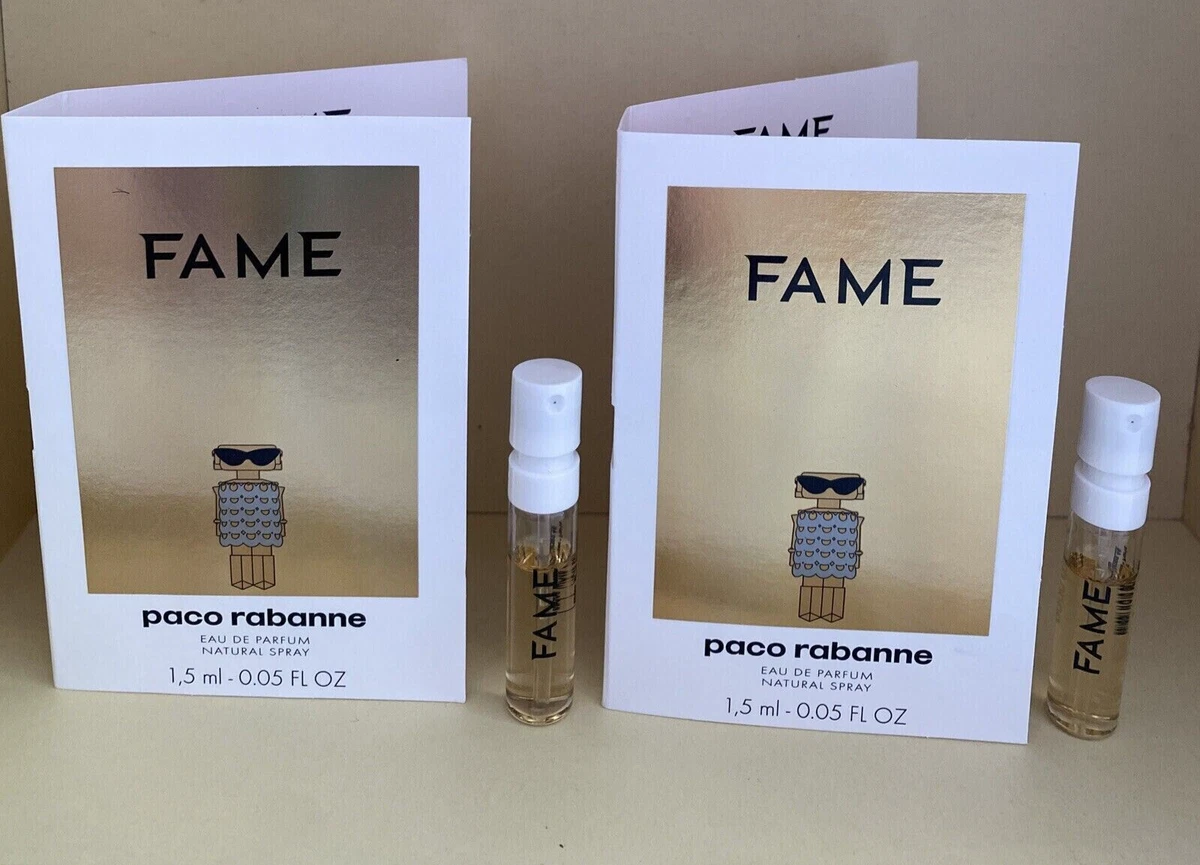 FAME
paco rabanne
EAU DE PARFUM
NATURAL SPRAY
1,5 ml - 0.05 FL OZ
FAME
FAME
FAME
paco rabanne
EAU DE PARFUM
NATURAL SPRAY
1,5 ml - 0.05 FL OZ
FAME